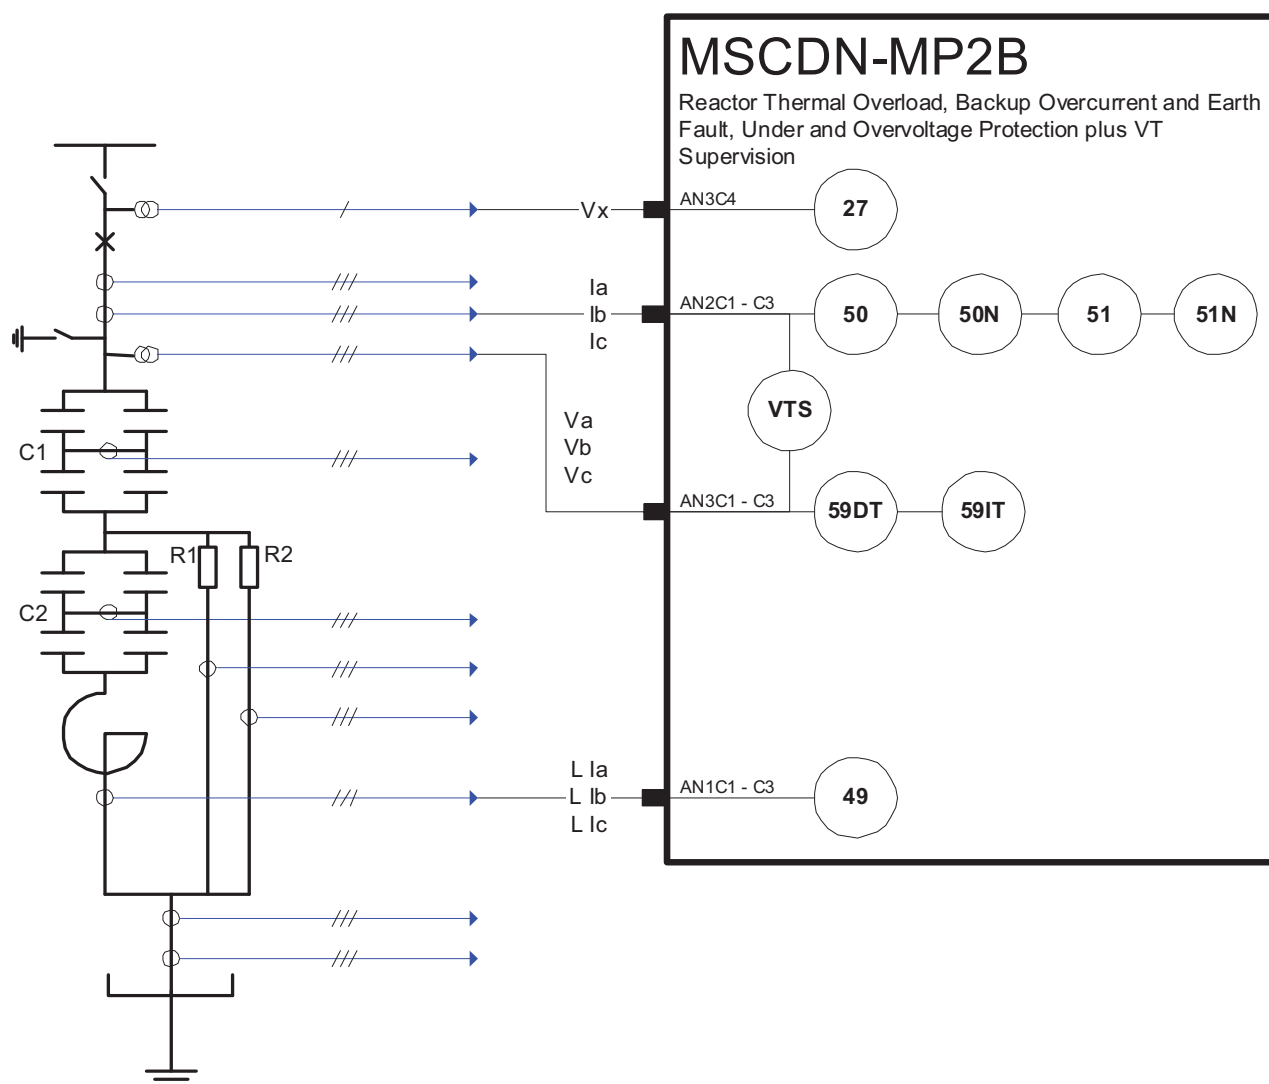 MSCDN-MP2B
Reactor Thermal Overload, Backup Overcurrent and Earth
Fault, Under and Overvoltage Protection plus VT
Supervision
Vx
AN3C4
27
Ia
Ib
Ic
AN2C1 - C3
50
50N
51
51N
VTS
Va
Vb
Vc
AN3C1 - C3
59DT
59IT
C1
R1
R2
C2
L Ia
L Ib
L Ic
AN1C1 - C3
49